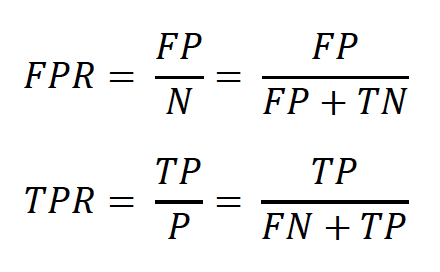 FPR = FP/N = FP/(FP + TN)
TPR = TP/P = TP/(FN + TP)